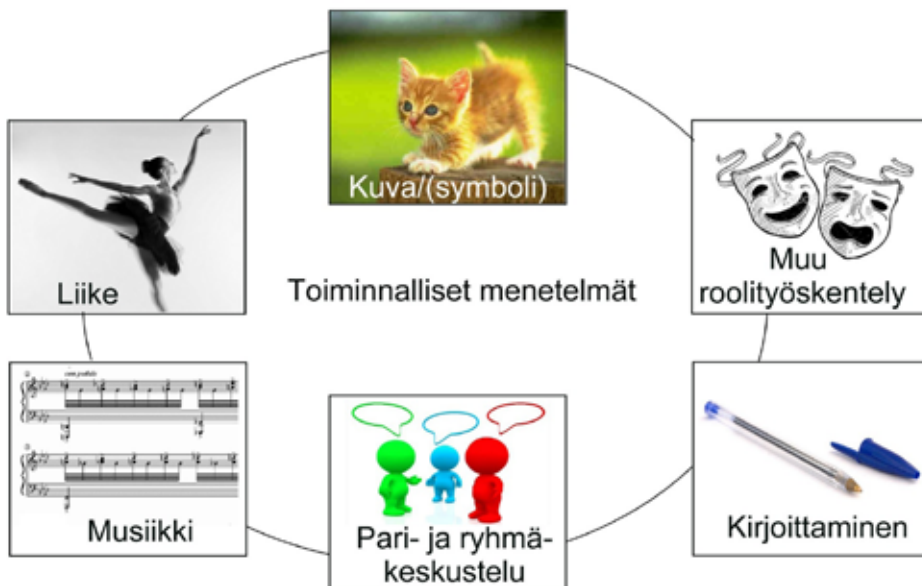 Kuva/(symboli)
Liike
Toiminnalliset menetelmät
Muu
roolityöskentely
Musiikki
Pari- ja ryhmä-
keskustelu
Kirjoittaminen